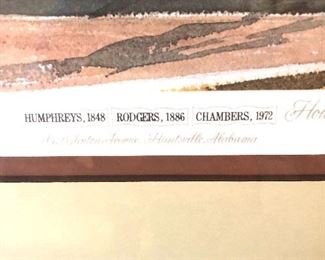 HUMPHREYS, 1848 RODGERS, 1886 CHAMBERS, 1972
Avenue, Huntsville, Alabama